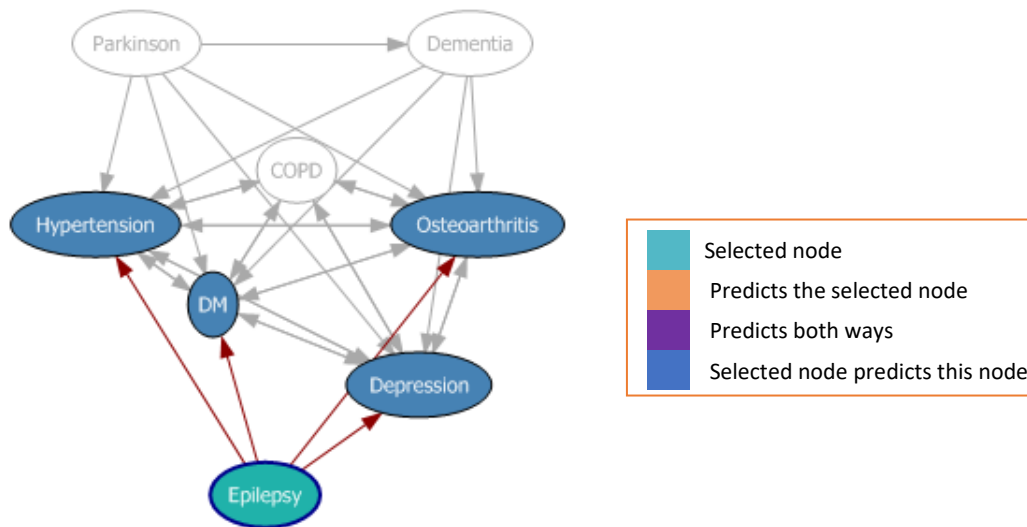 Parkinson
Dementia
COPD
Hypertension
Osteoarthritis
DM
Depression
Epilepsy
Selected node
Predicts the selected node
Predicts both ways
Selected node predicts this node